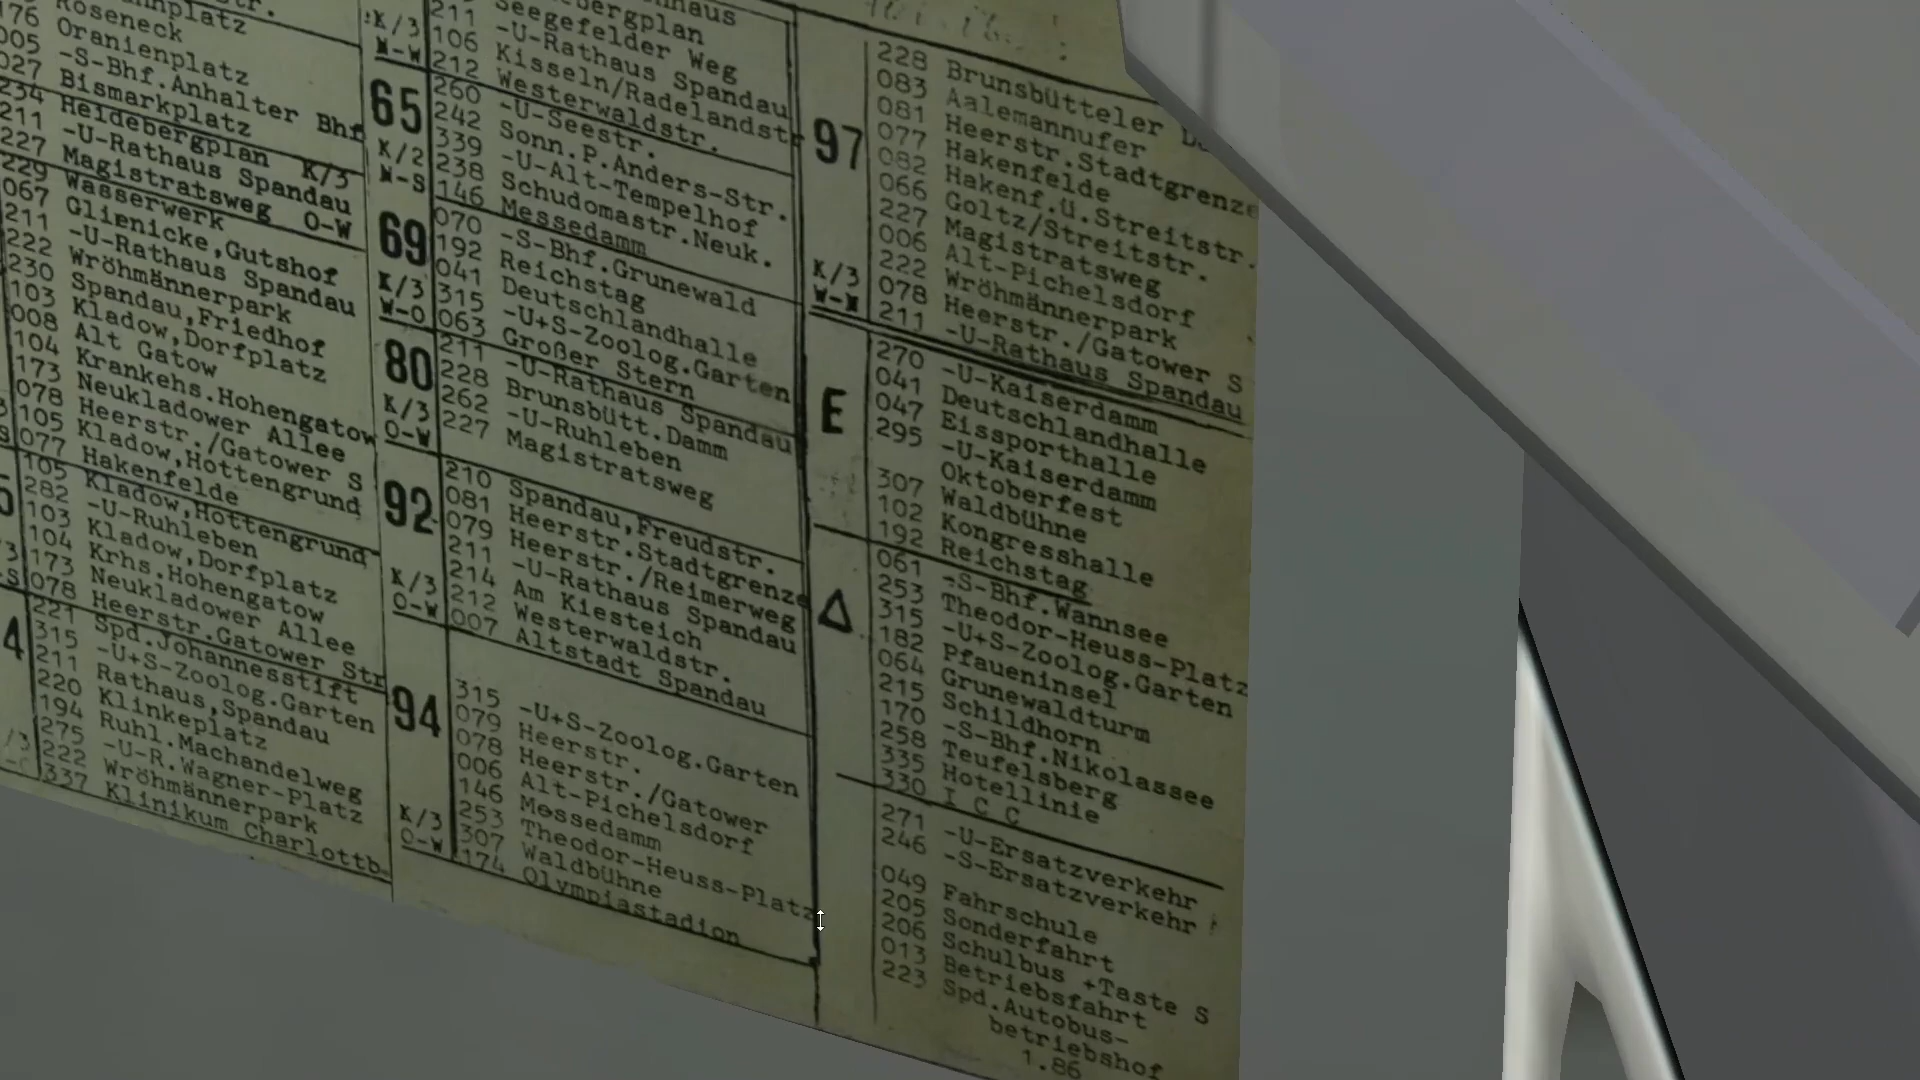 Roseneck
176 Oranienplatz
005 -S-Bhf.Anhalter Bhf
027 Bismarkplatz
234 Heidebergplan K/3
211 -U-Rathaus Spandau
227 Magistratsweg O-W
229 Wasserwerk
067 Glienicke,Gutshof
211 -U-Rathaus Spandau
222 Wröhmännerpark
230 Spandau,Friedhof
103 Kladow,Dorfplatz
008 Alt Gatow
104 Krankehs.Hohengatow
173 Neukladower Allee
078 Heerstr./Gatower S
105 Kladow,Hottengrund
077 Hakenfelde
105 Kladow,Hottengrund
282 -U-Ruhleben
103 Kladow,Dorfplatz
104 Krhs.Hohengatow
173 Neukladower Allee
078 Heerstr.Gatower Str
221 Spd.Johannesstift
315 -U+S-Zoolog.Garten
211 Rathaus,Spandau
220 Klinkeplatz
194 Ruhl.Machandelweg
275 -U-R.Wagner-Platz
222 Wröhmännerpark
337 Klinikum Charlottb-
Seegefelder Weg
K/3
N-W
211 -U-Rathaus Spandau
106 Kisseln/Radelandstr
212 Westerwaldstr.
65
K/2
N-S
260 -U-Seestr.
242 Sonn.P.Anders-Str.
339 -U-Alt-Tempelhof
238 Schudomastr.Neuk.
146 Messedamm
69
K/3
W-O
070 -S-Bhf.Grunewald
192 Reichstag
041 Deutschlandhalle
315 -U+S-Zoolog.Garten
063 Großer Stern
80
K/3
O-W
211 -U-Rathaus Spandau
228 Brunsbütt.Damm
262 -U-Ruhleben
227 Magistratsweg
92
K/3
O-W
210 Spandau,Freudstr.
081 Heerstr.Stadtgrenze
079 Heerstr./Reimerweg
211 -U-Rathaus Spandau
214 Am Kiesteich
212 Westerwaldstr.
007 Altstadt Spandau
94
K/3
O-W
315 -U+S-Zoolog.Garten
079 Heerstr.
078 Heerstr./Gatower
006 Alt-Pichelsdorf
146 Messedamm
253 Theodor-Heuss-Platz
307 Waldbühne
174 Olympiastadion
97
K/3
W-N
228 Brunsbütteler
083 Aalemannufer
081 Heerstr.Stadtgrenze
077 Hakenfelde
082 Hakenf.ü.Streitstr.
066 Goltz/Streitstr.
227 Magistratsweg
006 Alt-Pichelsdorf
222 Wröhmännerpark
078 Heerstr./Gatower S
211 -U-Rathaus Spandau
E
270 -U-Kaiserdamm
041 Deutschlandhalle
047 Eissporthalle
295 -U-Kaiserdamm
Oktoberfest
307 Waldbühne
102 Kongresshalle
192 Reichstag
Δ
061 -S-Bhf.Wannsee
253 Theodor-Heuss-Platz
315 -U+S-Zoolog.Garten
182 Pfaueninsel
064 Grunewaldturm
215 Schildhorn
170 -S-Bhf.Nikolassee
258 Teufelsberg
335 Hotellinie
330 I C C
271 -U-Ersatzverkehr
246 -S-Ersatzverkehr
049 Fahrschule
205 Sonderfahrt
206 Schulbus +Taste S
013 Betriebsfahrt
223 Spd.Autobus-
betriebshof
1.86